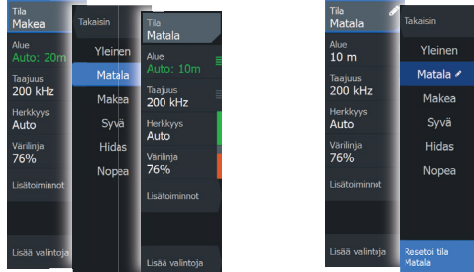 Tila
Makea
Alue
Auto: 20m
Taajuus
200 kHz
Herkkyys
Auto
Värilinja
76%
Lisätoiminnot
Lisää valintoja
Takaisin
Yleinen
Matala
Makea
Syvä
Hidas
Nopea
Tila
Matala
Alue
Auto: 10m
Taajuus
200 kHz
Herkkyys
Auto
Värilinja
76%
Lisätoiminnot
Lisää valintoja
Tila
Matala
Alue
10 m
Taajuus
200 kHz
Herkkyys
Auto
Värilinja
76%
Lisätoiminnot
Lisää valintoja
Takaisin
Yleinen
Matala
Makea
Syvä
Hidas
Nopea
Resetoi tila
Matala